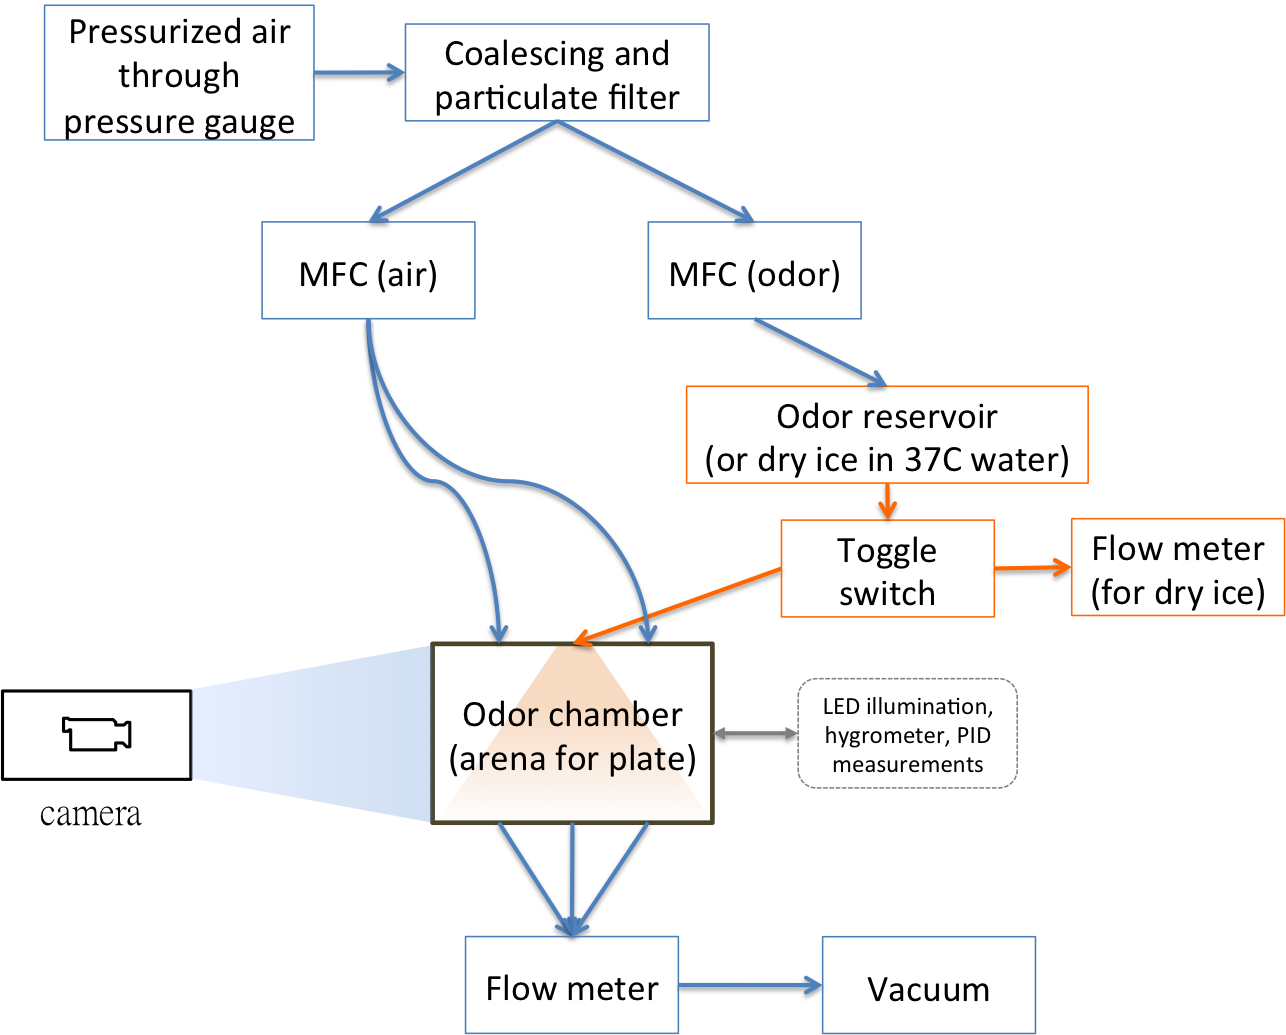 Pressurized air
through
pressure gauge
Coalescing and
particulate filter
MFC (air)
MFC (odor)
Odor reservoir
(or dry ice in 37C water)
Toggle
switch
Flow meter
(for dry ice)
Odor chamber
(arena for plate)
LED illumination,
hygrometer, PID
measurements
camera
Flow meter
Vacuum